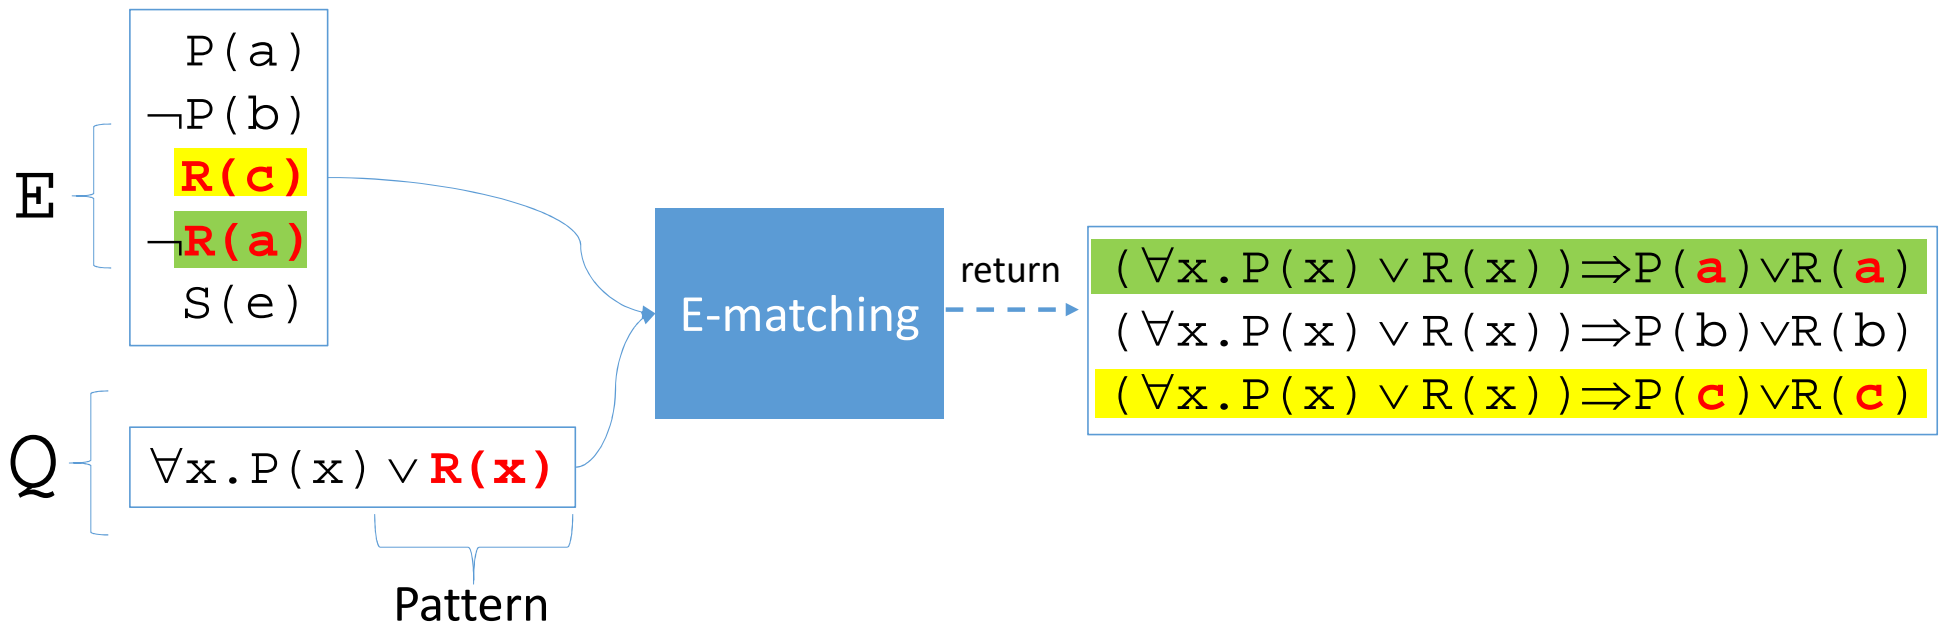 E
P(a)
¬P(b)
R(c)
¬R(a)
S(e)
Q
∀x.P(x) ∨ R(x)
Pattern
E-matching
return
(∀x.P(x) ∨ R(x))⇒P(a)∨R(a)
(∀x.P(x) ∨ R(x))⇒P(b)∨R(b)
(∀x.P(x) ∨ R(x))⇒P(c)∨R(c)